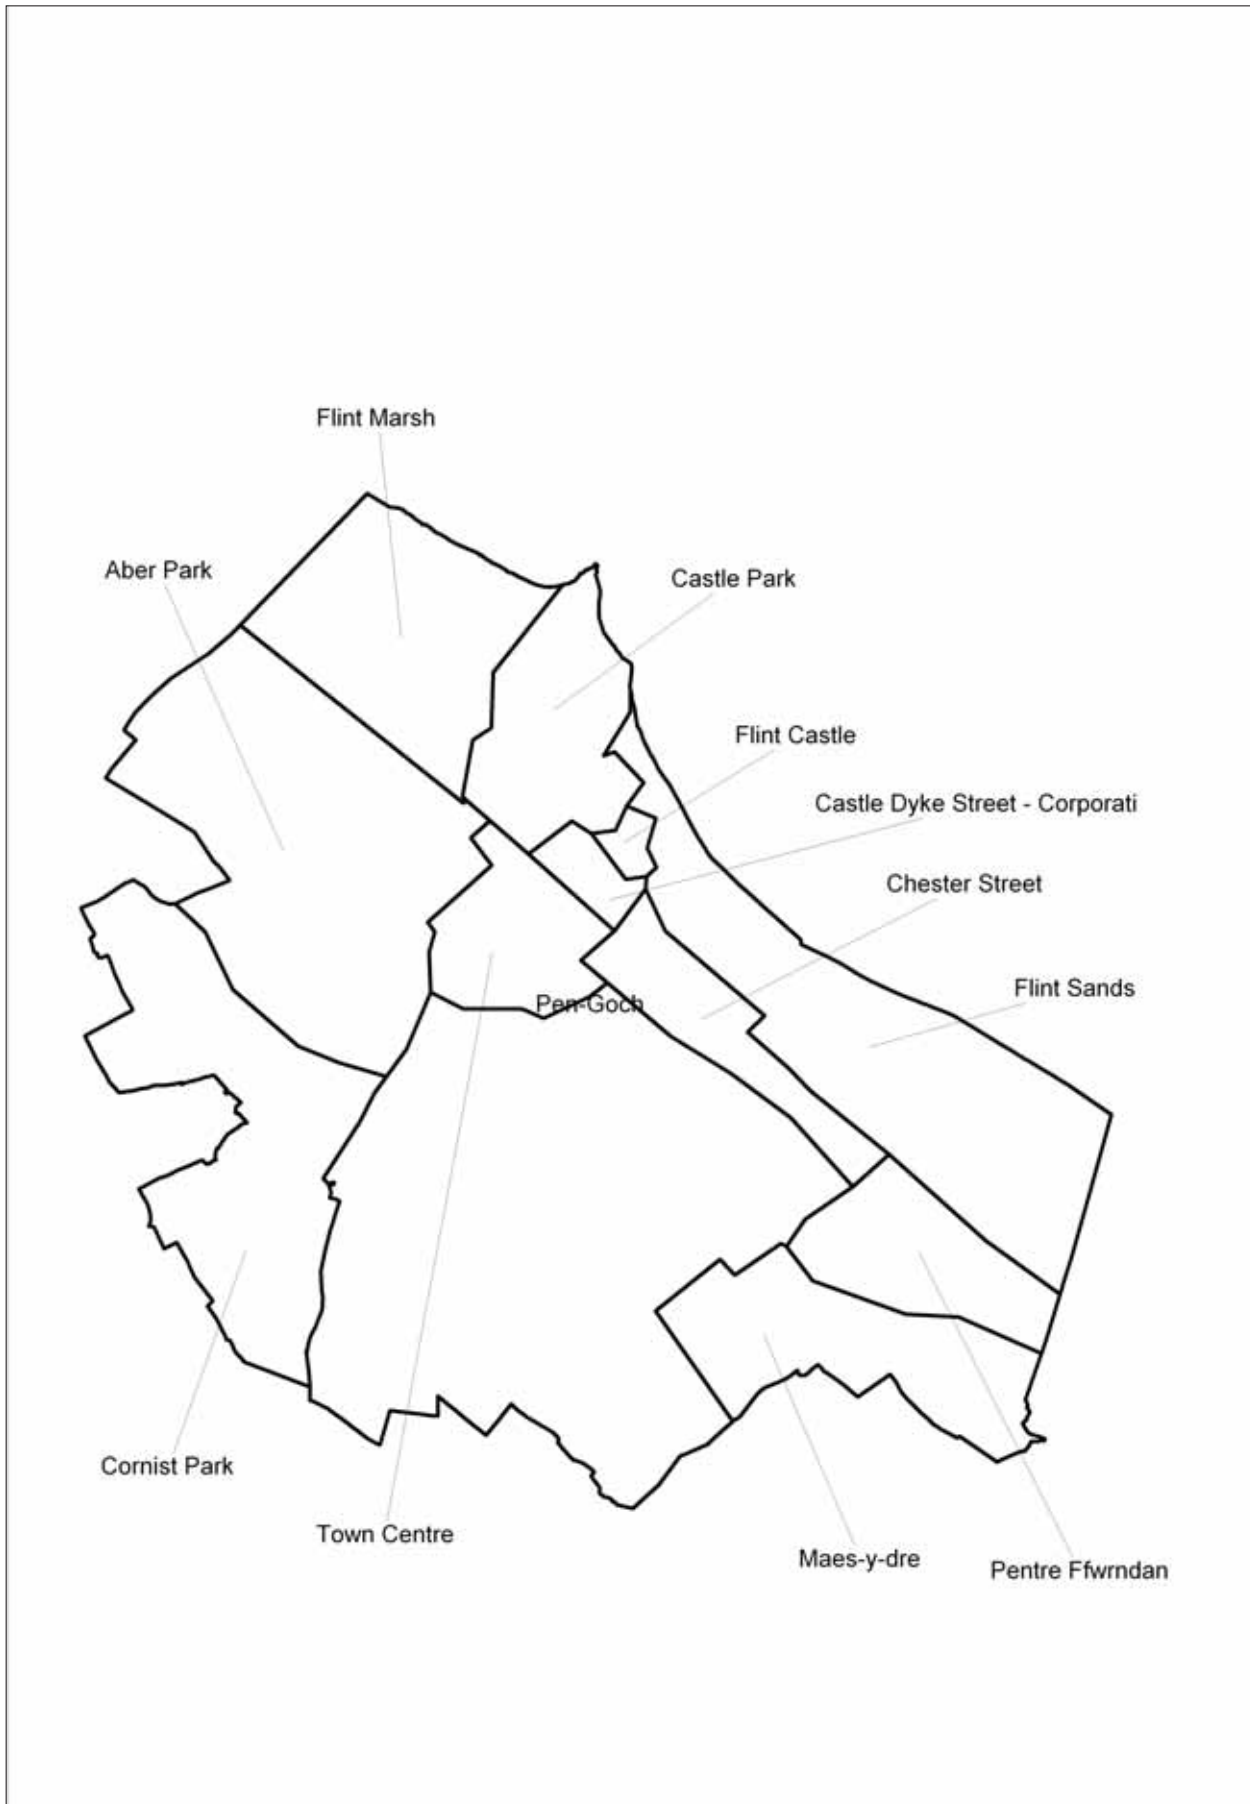 Flint Marsh
Aber Park
Castle Park
Flint Castle
Castle Dyke Street - Corporati
Chester Street
Flint Sands
Pen-Goch
Cornist Park
Town Centre
Maes-y-dre
Pentre Ffwrndan